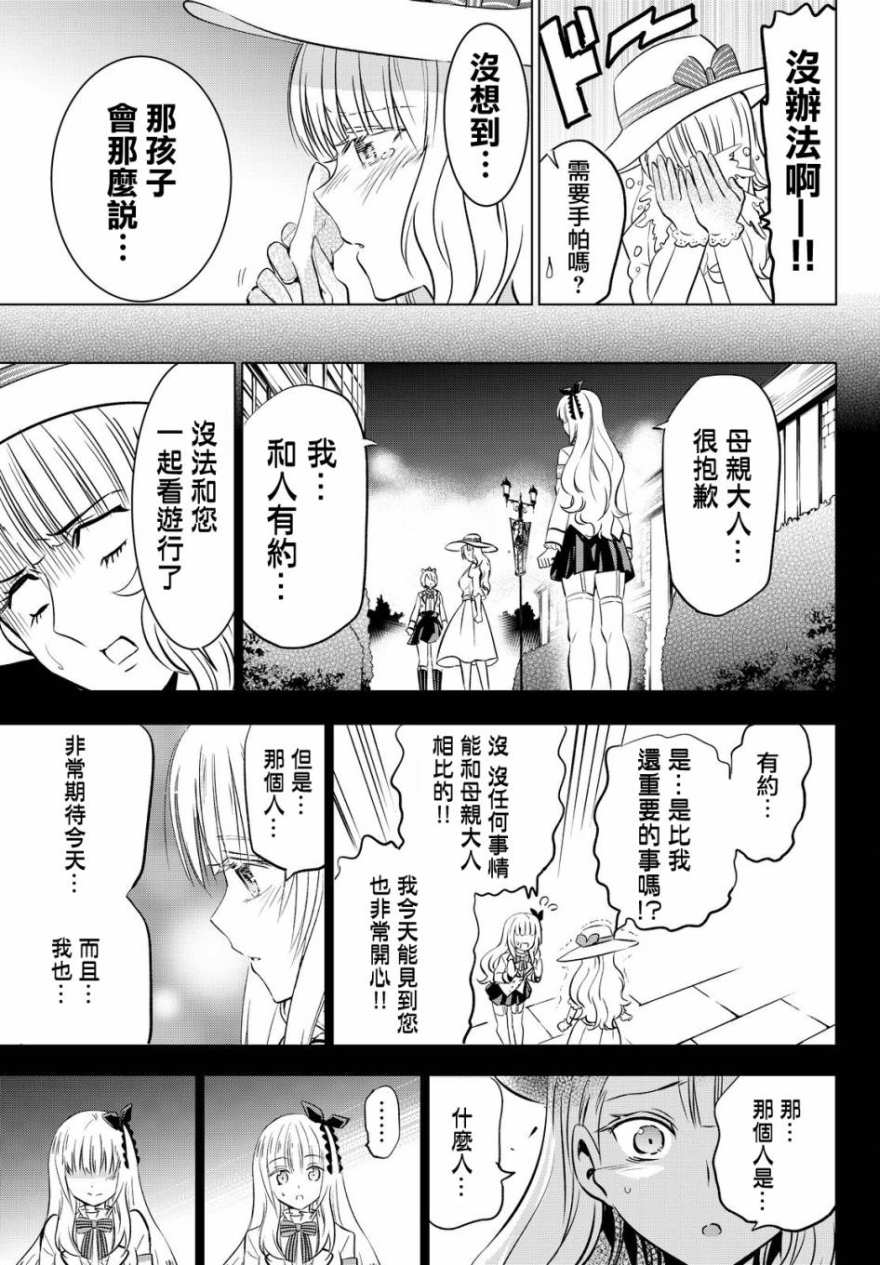 沒辦法啊—!!
需要手帕嗎?
沒想到…
那孩子
會那麼說…
母親大人…
很抱歉
我…
和人有約…
沒法和您
一起看遊行了
有約…
是…是比我
還重要的事嗎!?
沒 沒任何事情
能和母親大人
相比的!!
我今天能見到您
也非常開心!!
但是…
那個人…
非常期待今天…
而且…
我也…
那…
那個人是…
什麼人…
……